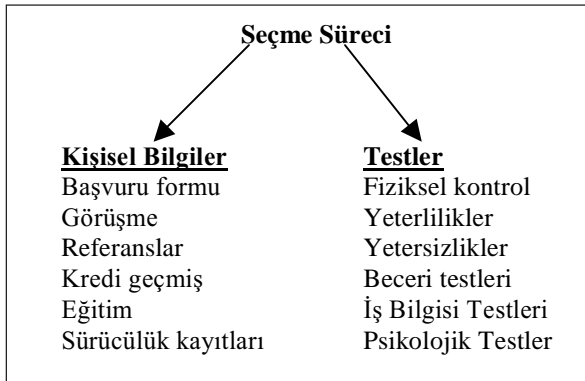 Seçme Süreci
Kişisel Bilgiler
Başvuru formu
Görüşme
Referanslar
Kredi geçmiş
Eğitim
Sürücülük kayıtları
Testler
Fiziksel kontrol
Yeterlilikler
Yetersizlikler
Beceri testleri
İş Bilgisi Testleri
Psikolojik Testler